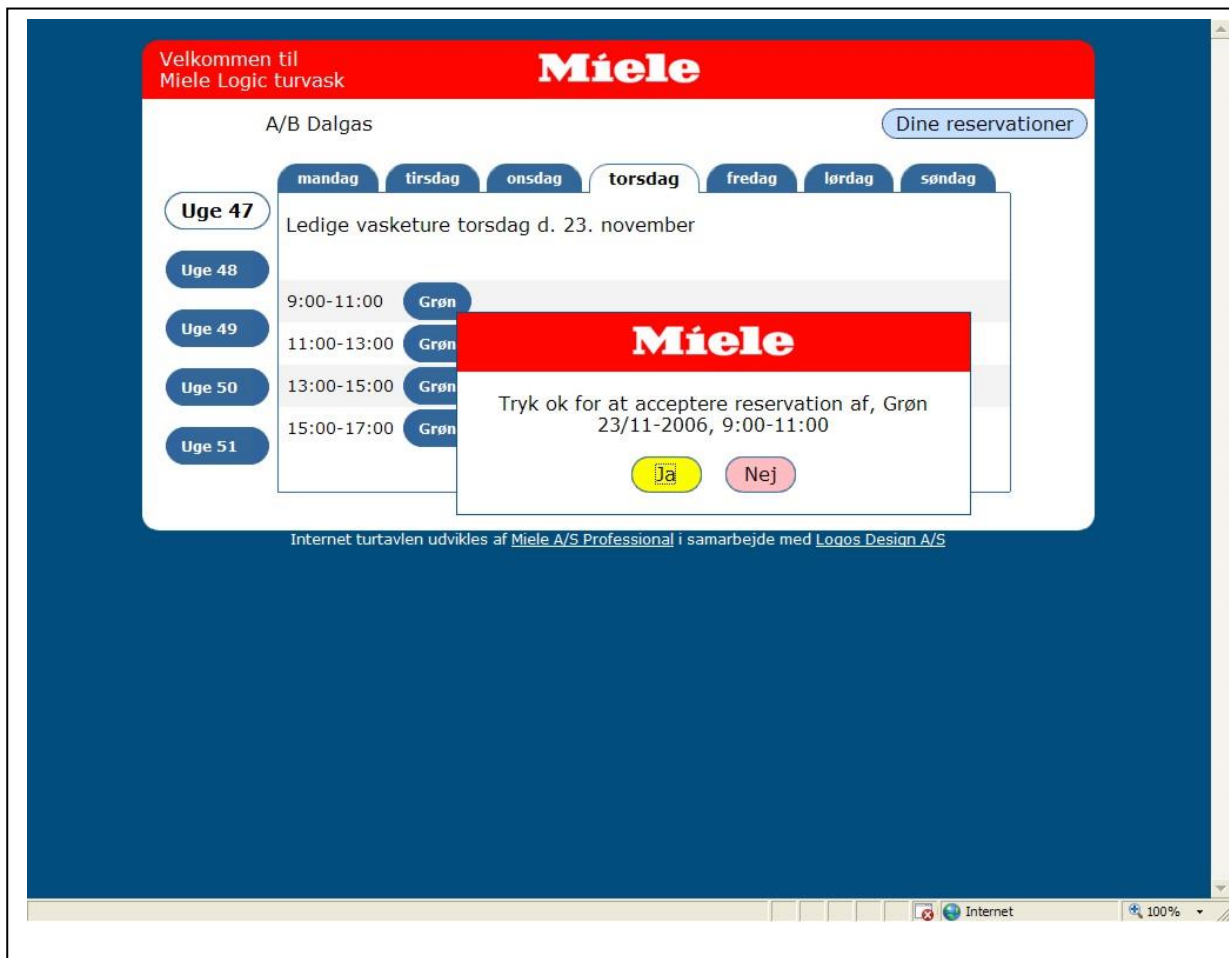 Velkommen til
Miele Logic turvask
Miele
A/B Dalgas
Dine reservationer
mandag tirsdag onsdag torsdag fredag lørdag søndag
Uge 47
Uge 48
Uge 49
Uge 50
Uge 51
Ledige vasketure torsdag d. 23. november
9:00-11:00 Grøn
11:00-13:00 Grøn
13:00-15:00 Grøn
15:00-17:00 Grøn
Miele
Tryk ok for at acceptere reservation af, Grøn
23/11-2006, 9:00-11:00
Ja Nej
Internet turtavlen udvikles af Miele A/S Professional i samarbejde med Logos Design A/S
Internet 100%